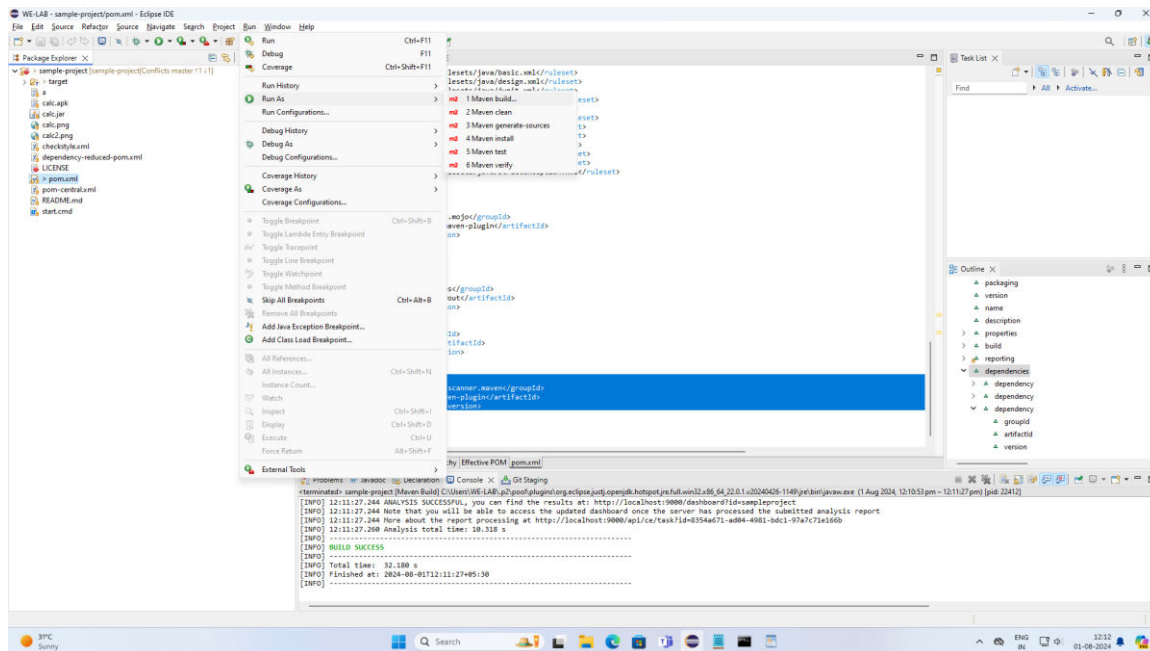 WE-LAB - sample-project/pom.xml - Eclipse IDE
File Edit Source Refactor Source Navigate Search Project Run Window Help
Package Explorer
sample-project [sample-project|Conflicts master ↑1 ↓1]
> target
a
calc.apk
calc.jar
calc.png
calc2.png
checkstyle.xml
dependency-reduced-pom.xml
LICENSE
> pom.xml
pom-central.xml
README.md
start.cmd
Run Ctrl+F11
Debug F11
Coverage Ctrl+Shift+F11
Run History
Run As
Run Configurations...
Debug History
Debug As
Debug Configurations...
Coverage History
Coverage As
Coverage Configurations...
Toggle Breakpoint Ctrl+Shift+B
Toggle Lambda Entry Breakpoint
Toggle Tracepoint
Toggle Line Breakpoint
Toggle Watchpoint
Toggle Method Breakpoint
Skip All Breakpoints Ctrl+Alt+B
Remove All Breakpoints
Add Java Exception Breakpoint...
Add Class Load Breakpoint...
All References...
All Instances... Ctrl+Shift+N
Instance Count...
Watch
Inspect Ctrl+Shift+I
Display Ctrl+Shift+D
Execute Ctrl+U
Force Return Alt+Shift+F
External Tools
m2 1 Maven build...
m2 2 Maven clean
m2 3 Maven generate-sources
m2 4 Maven install
m2 5 Maven test
m2 6 Maven verify
lesets/java/basic.xml</ruleset>
lesets/java/design.xml</ruleset>
eset>
eset>
t>
>
et>
et>
</ruleset>
.mojo</groupId>
aven-plugin</artifactId>
on>
s</groupId>
out</artifactId>
on>
Id>
tifactId>
ion>
scanner.maven</groupId>
en-plugin</artifactId>
version>
hy Effective POM pom.xml
Task List
Find All Activate...
Outline
packaging
version
name
description
properties
build
reporting
dependencies
dependency
dependency
dependency
groupId
artifactId
version
Problems Javadoc Declaration Console Git Staging
<terminated> sample-project [Maven Build] C:\Users\WE-LAB\.p2\pool\plugins\org.eclipse.justj.openjdk.hotspot.jre.full.win32.x86_64_22.0.1.v20240426-1149\jre\bin\javaw.exe (1 Aug 2024, 12:10:53 pm – 12:11:27 pm) [pid: 22412]
[INFO] 12:11:27.244 ANALYSIS SUCCESSFUL, you can find the results at: http://localhost:9000/dashboard?id=sampleproject
[INFO] 12:11:27.244 Note that you will be able to access the updated dashboard once the server has processed the submitted analysis report
[INFO] 12:11:27.244 More about the report processing at http://localhost:9000/api/ce/task?id=8354a671-ad04-4981-bdc1-97a7c71e166b
[INFO] 12:11:27.260 Analysis total time: 10.318 s
[INFO] ------------------------------------------------------------------------
[INFO] BUILD SUCCESS
[INFO] ------------------------------------------------------------------------
[INFO] Total time:  32.180 s
[INFO] Finished at: 2024-08-01T12:11:27+05:30
[INFO] ------------------------------------------------------------------------
31°C
Sunny
Search
ENG
IN
12:12
01-08-2024